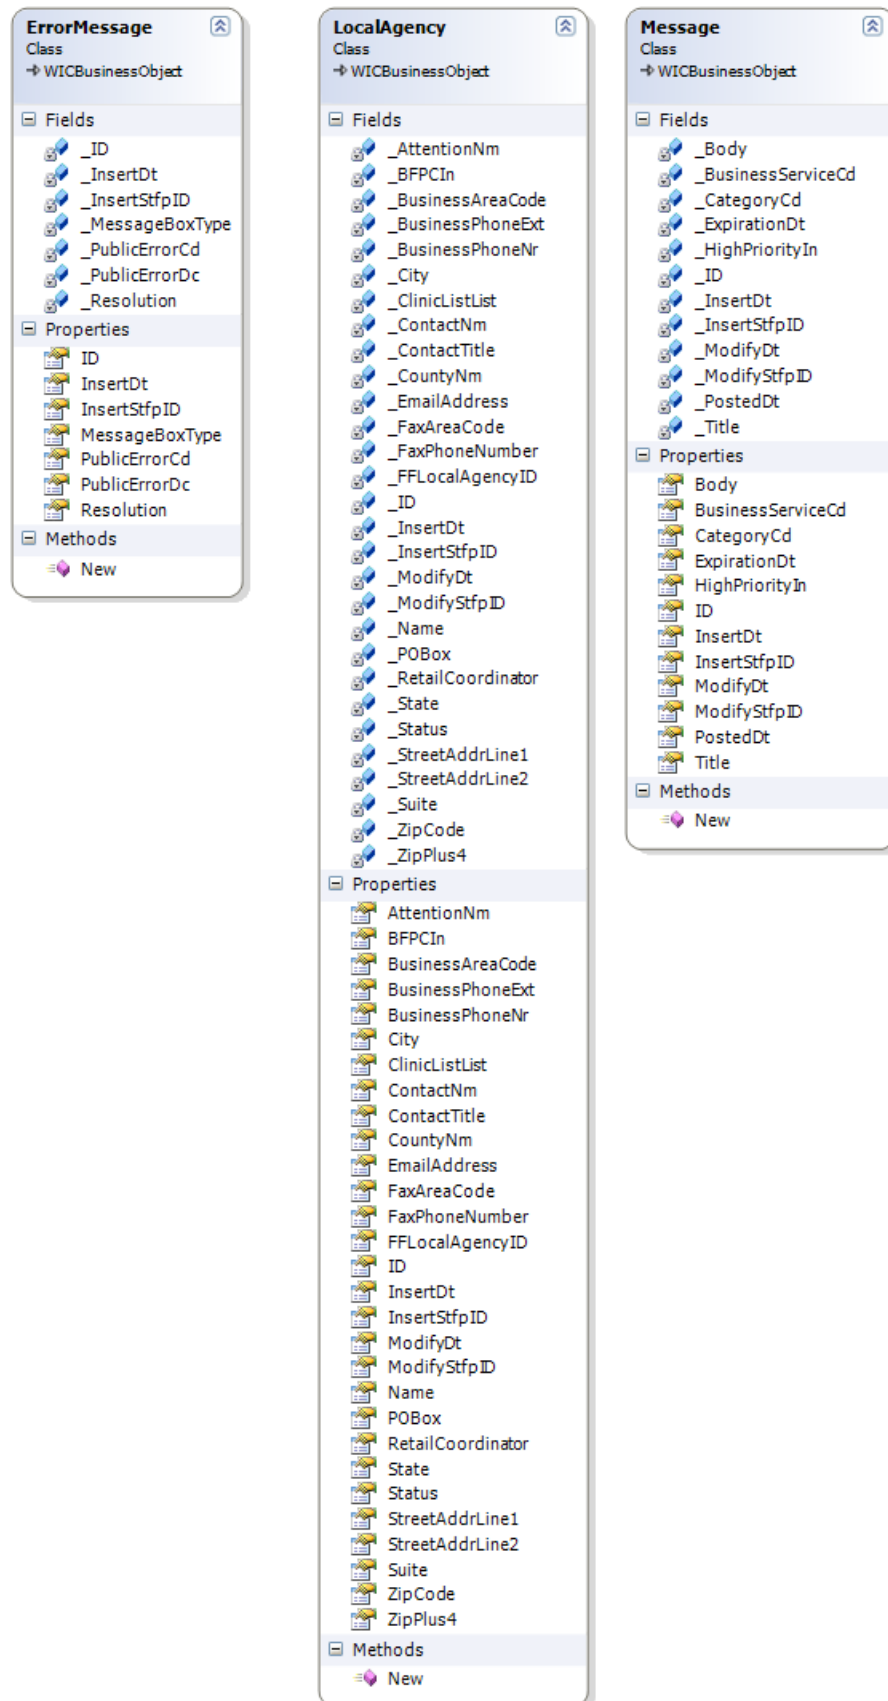 ErrorMessage
Class
WICBusinessObject
Fields
_ID
_InsertDt
_InsertStfpID
_MessageBoxType
_PublicErrorCd
_PublicErrorDc
_Resolution
Properties
ID
InsertDt
InsertStfpID
MessageBoxType
PublicErrorCd
PublicErrorDc
Resolution
Methods
New
LocalAgency
Class
WICBusinessObject
Fields
_AttentionNm
_BFPCIn
_BusinessAreaCode
_BusinessPhoneExt
_BusinessPhoneNr
_City
_ClinicListList
_ContactNm
_ContactTitle
_CountyNm
_EmailAddress
_FaxAreaCode
_FaxPhoneNumber
_FFLocalAgencyID
_ID
_InsertDt
_InsertStfpID
_ModifyDt
_ModifyStfpID
_Name
_POBox
_RetailCoordinator
_State
_Status
_StreetAddrLine1
_StreetAddrLine2
_Suite
_ZipCode
_ZipPlus4
Properties
AttentionNm
BFPCIn
BusinessAreaCode
BusinessPhoneExt
BusinessPhoneNr
City
ClinicListList
ContactNm
ContactTitle
CountyNm
EmailAddress
FaxAreaCode
FaxPhoneNumber
FFLocalAgencyID
ID
InsertDt
InsertStfpID
ModifyDt
ModifyStfpID
Name
POBox
RetailCoordinator
State
Status
StreetAddrLine1
StreetAddrLine2
Suite
ZipCode
ZipPlus4
Methods
New
Message
Class
WICBusinessObject
Fields
_Body
_BusinessServiceCd
_CategoryCd
_ExpirationDt
_HighPriorityIn
_ID
_InsertDt
_InsertStfpID
_ModifyDt
_ModifyStfpID
_PostedDt
_Title
Properties
Body
BusinessServiceCd
CategoryCd
ExpirationDt
HighPriorityIn
ID
InsertDt
InsertStfpID
ModifyDt
ModifyStfpID
PostedDt
Title
Methods
New